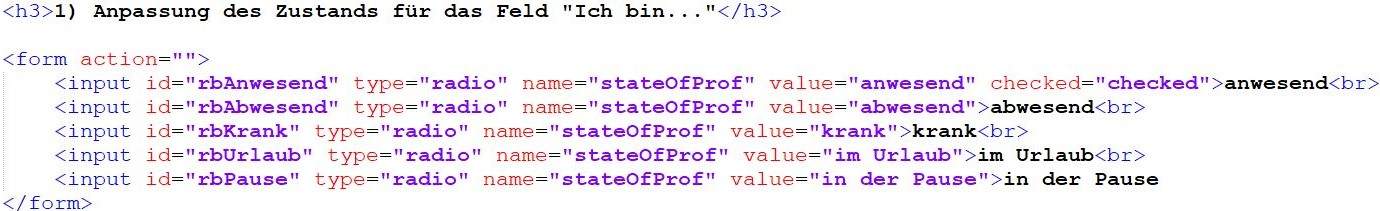 <h3>1) Anpassung des Zustands für das Feld "Ich bin..."</h3>
<form action="">
<input id="rbAnwesend" type="radio" name="stateOfProf" value="anwesend" checked="checked">anwesend<br>
<input id="rbAbwesend" type="radio" name="stateOfProf" value="abwesend">abwesend<br>
<input id="rbKrank" type="radio" name="stateOfProf" value="krank">krank<br>
<input id="rbUrlaub" type="radio" name="stateOfProf" value="im Urlaub">im Urlaub<br>
<input id="rbPause" type="radio" name="stateOfProf" value="in der Pause">in der Pause
</form>